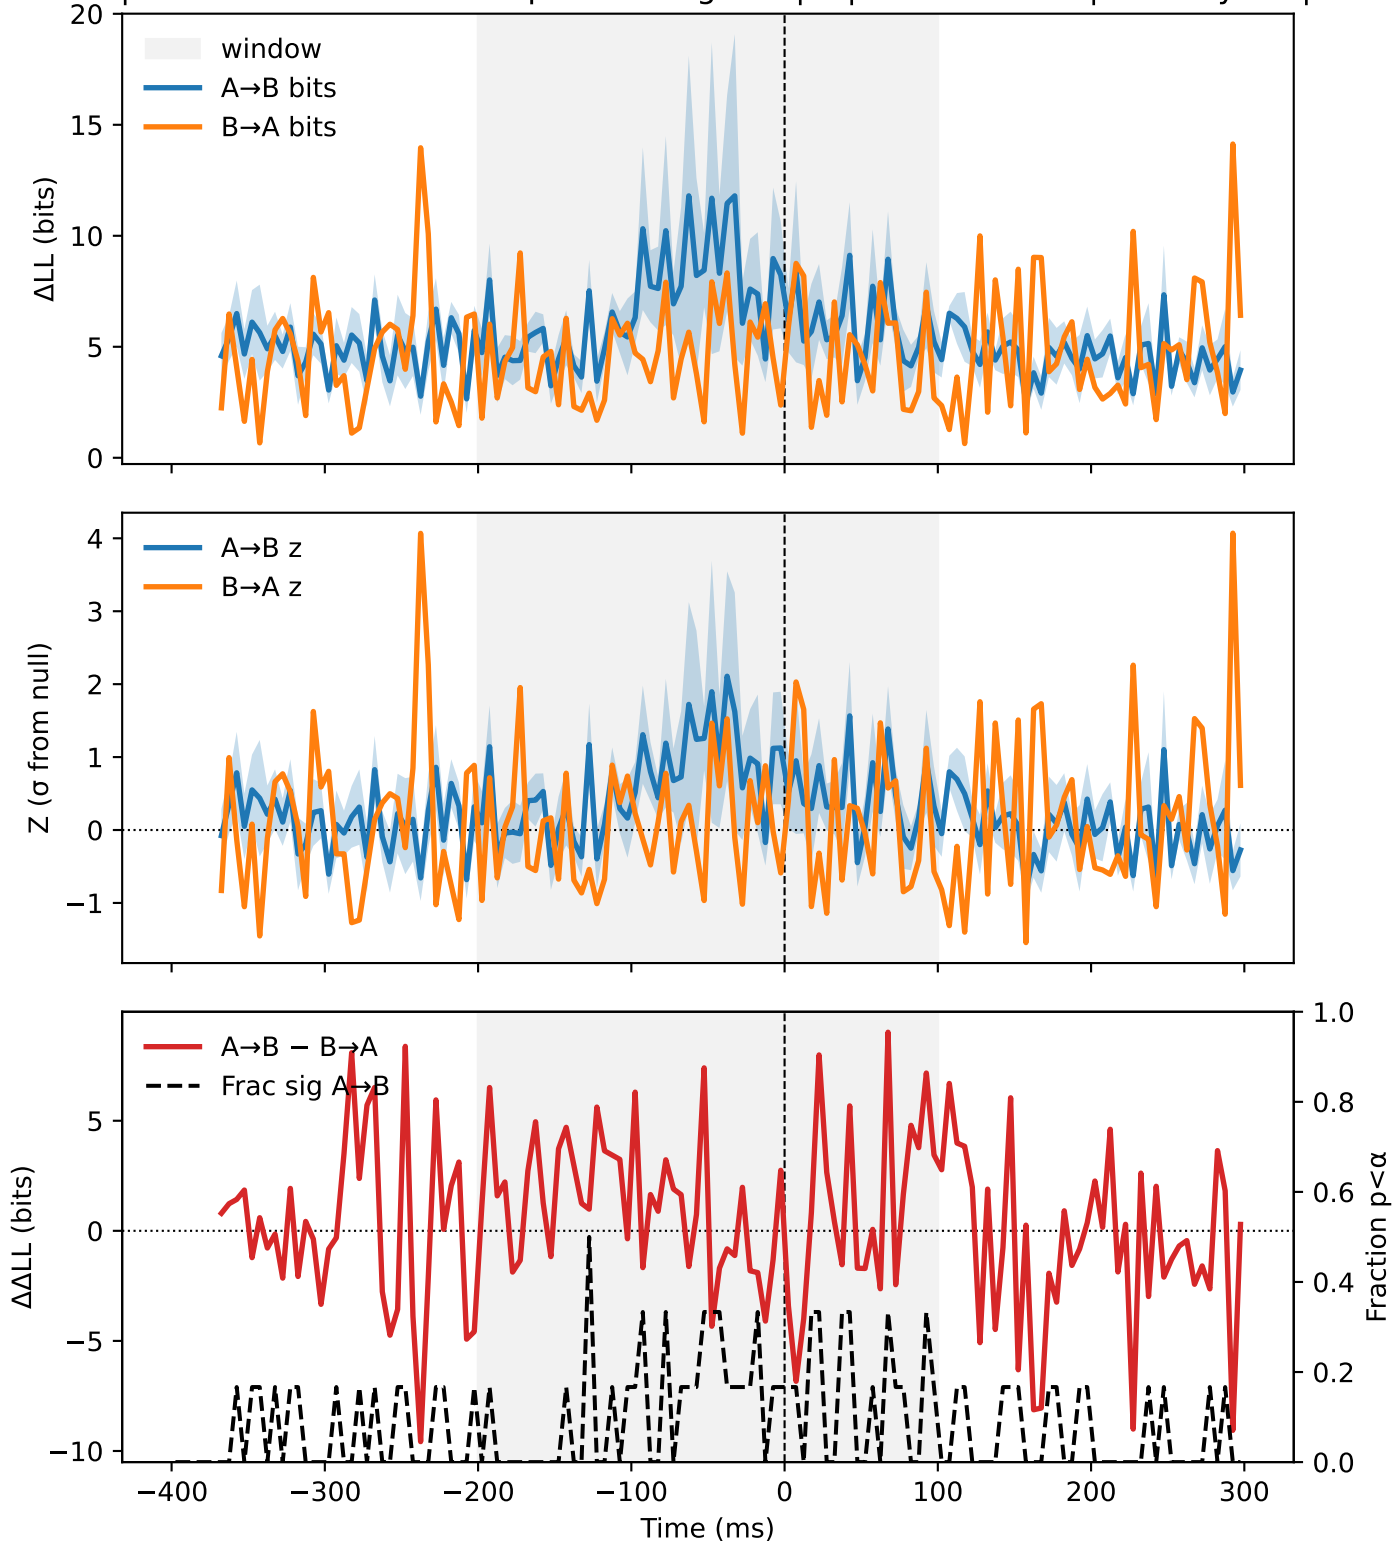 20
15
10
5
0
ΔLL (bits)
window
A→B bits
B→A bits
4
3
2
1
0
−1
Z (σ from null)
A→B z
B→A z
5
0
−5
−10
ΔΔLL (bits)
A→B − B→A
Frac sig A→B
1.0
0.8
0.6
0.4
0.2
0.0
Fraction p<α
−400
−300
−200
−100
0
100
200
300
Time (ms)